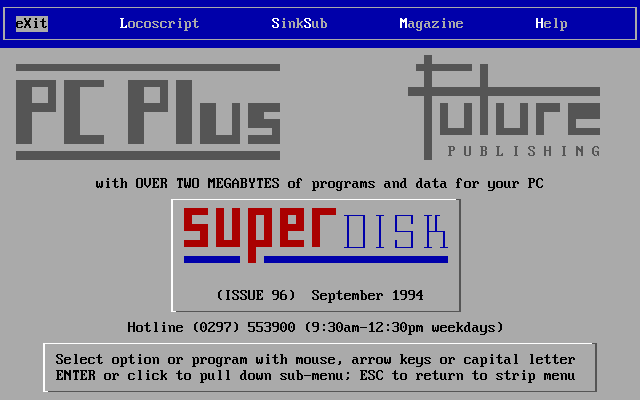 eXit Locoscript SinkSub Magazine Help
PC Plus future
PUBLISHING
with OVER TWO MEGABYTES of programs and data for your PC
super DISK
(ISSUE 96) September 1994
Hotline (0297) 553900 (9:30am-12:30pm weekdays)
Select option or program with mouse, arrow keys or capital letter
ENTER or click to pull down sub-menu; ESC to return to strip menu